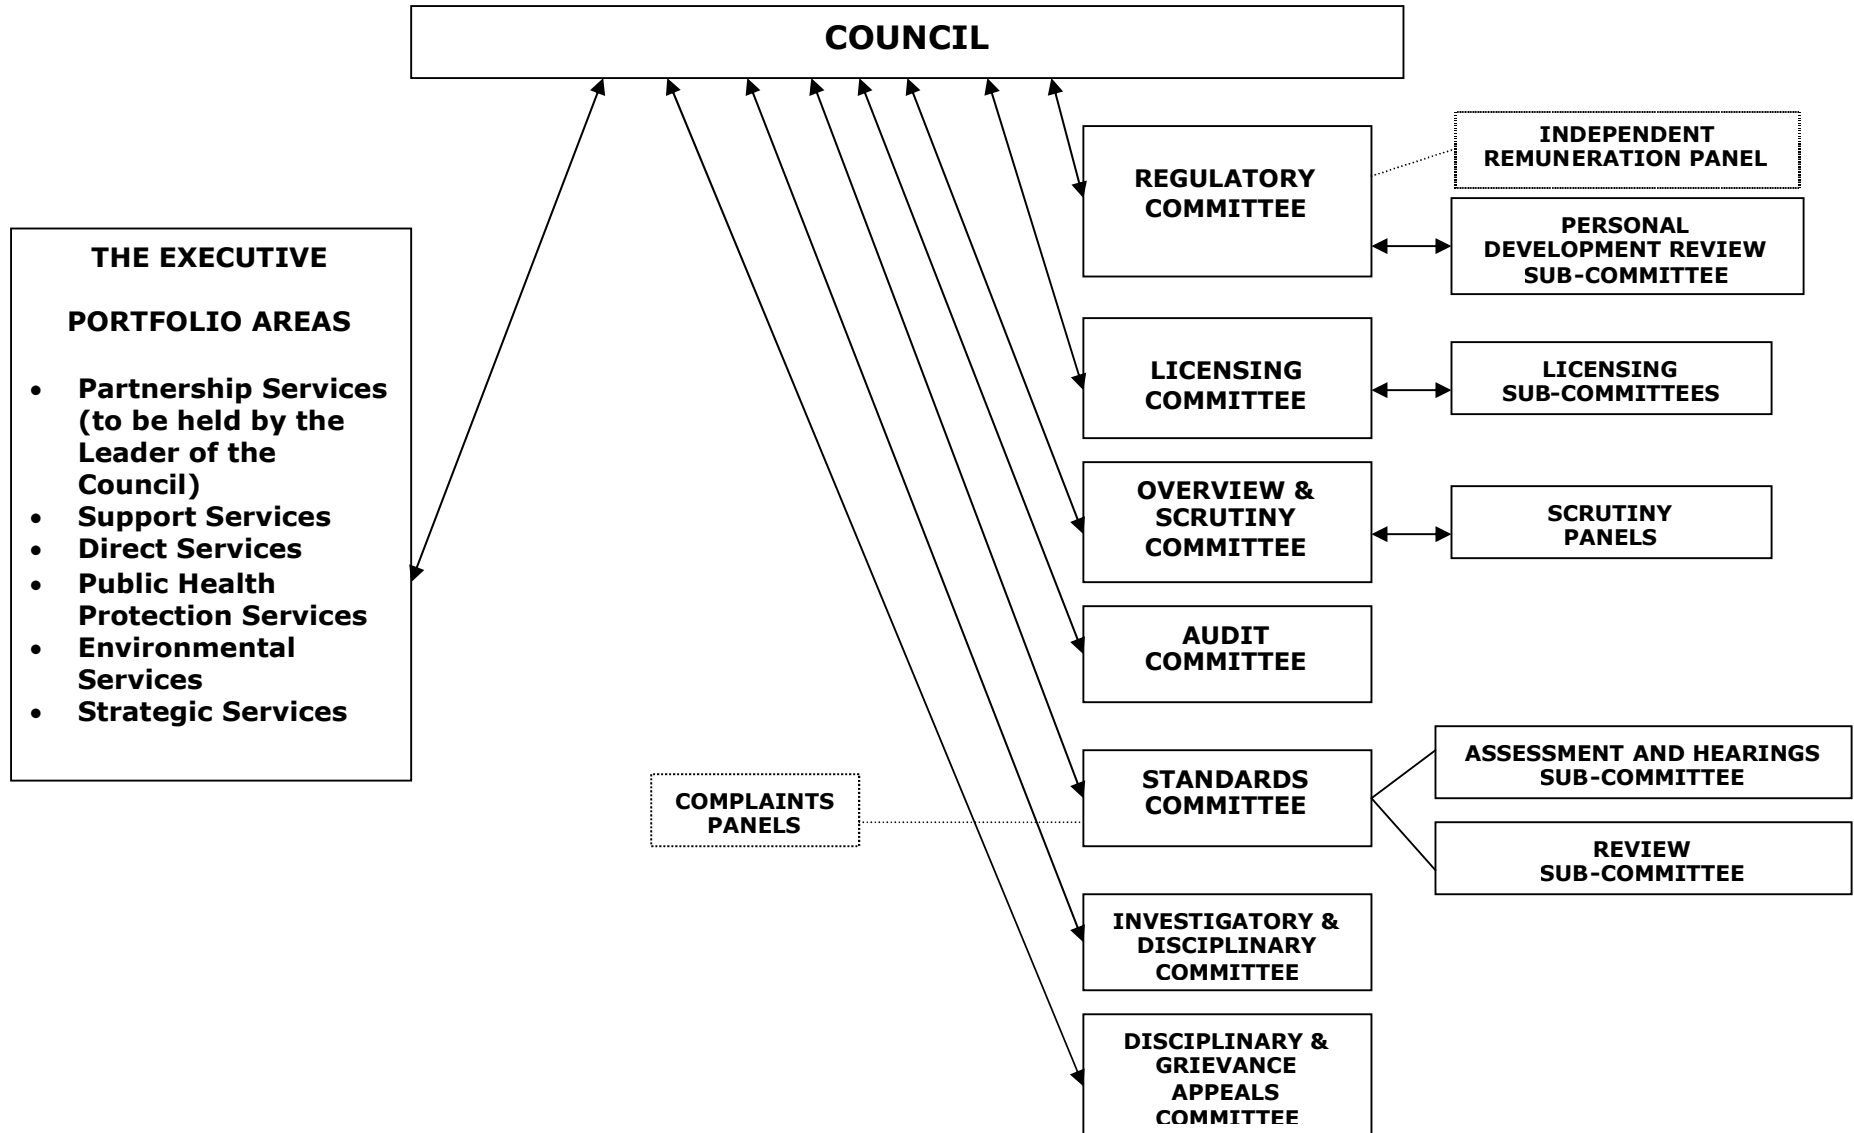 COUNCIL
THE EXECUTIVE
PORTFOLIO AREAS
• Partnership Services
(to be held by the
Leader of the
Council)
• Support Services
• Direct Services
• Public Health
Protection Services
• Environmental
Services
• Strategic Services
REGULATORY
COMMITTEE
INDEPENDENT
REMUNERATION PANEL
PERSONAL
DEVELOPMENT REVIEW
SUB-COMMITTEE
LICENSING
COMMITTEE
LICENSING
SUB-COMMITTEES
OVERVIEW &
SCRUTINY
COMMITTEE
SCRUTINY
PANELS
AUDIT
COMMITTEE
COMPLAINTS
PANELS
STANDARDS
COMMITTEE
ASSESSMENT AND HEARINGS
SUB-COMMITTEE
REVIEW
SUB-COMMITTEE
INVESTIGATORY &
DISCIPLINARY
COMMITTEE
DISCIPLINARY &
GRIEVANCE
APPEALS
COMMITTEE